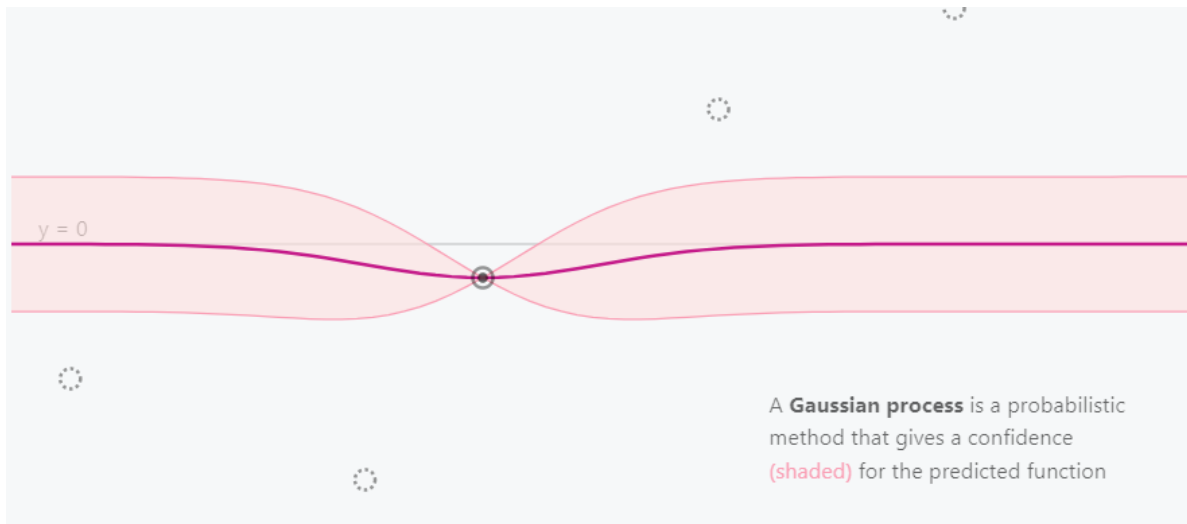 y = 0
A Gaussian process is a probabilistic
method that gives a confidence
(shaded) for the predicted function